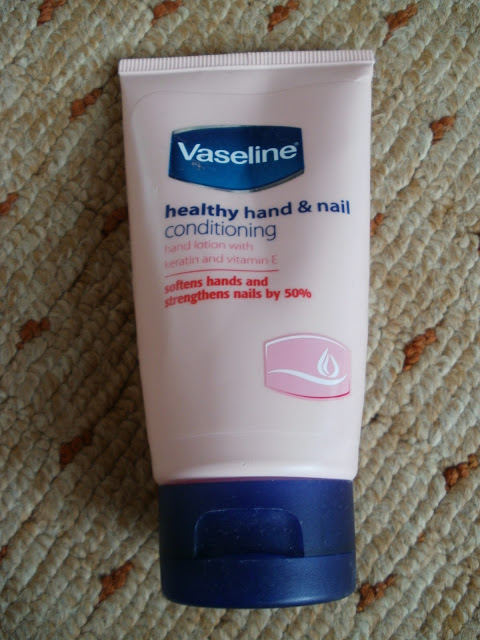 Vaseline
healthy hand & nail
conditioning
hand lotion with
keratin and vitamin E
softens hands and
strengthens nails by 50%